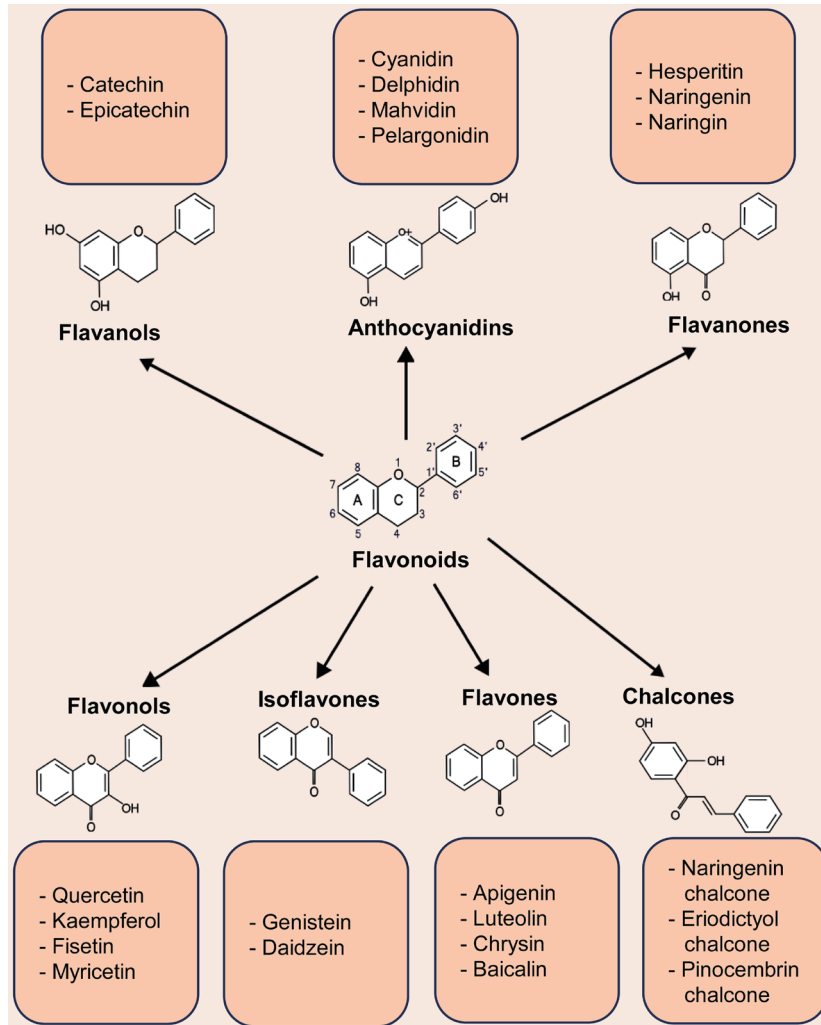 - Catechin
- Epicatechin
- Cyanidin
- Delphidin
- Mahvidin
- Pelargonidin
- Hesperitin
- Naringenin
- Naringin
HO
O
OH
Flavanols
OH
O+
OH
Anthocyanidins
O
OH
O
Flavanones
3'
2'
4'
B
1'
5'
6'
8
1
O
7
A
C
2
6
3
5
4
Flavonoids
Flavonols
O
OH
O
Isoflavones
O
O
Flavones
O
O
Chalcones
OH
OH
O
- Quercetin
- Kaempferol
- Fisetin
- Myricetin
- Genistein
- Daidzein
- Apigenin
- Luteolin
- Chrysin
- Baicalin
- Naringenin
chalcone
- Eriodictyol
chalcone
- Pinocembrin
chalcone